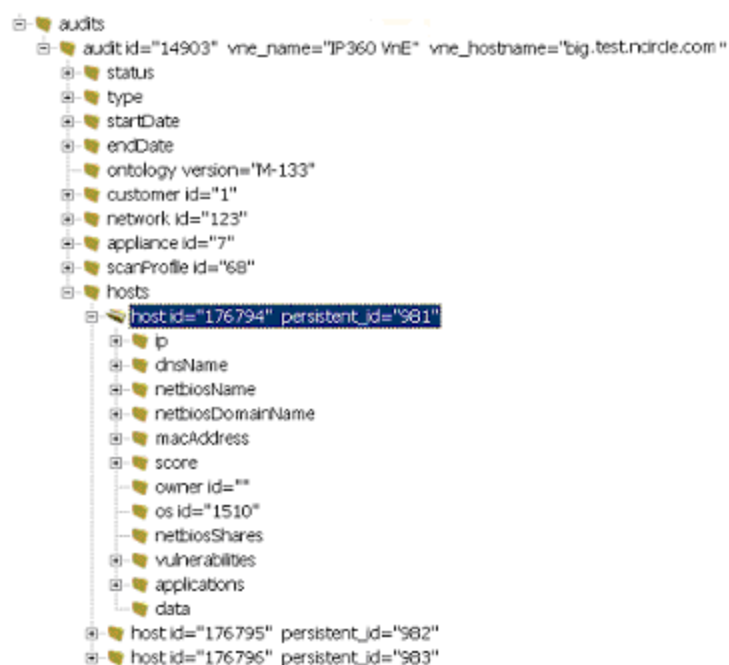 audits
audit id="14903" vne_name="IP360 VnE" vne_hostname="big.test.ncircle.com"
status
type
startDate
endDate
ontology version="M-133"
customer id="1"
network id="123"
appliance id="7"
scanProfile id="68"
hosts
host id="176794" persistent_id="981"
ip
dnsName
netbiosName
netbiosDomainName
macAddress
score
owner id=""
os id="1510"
netbiosShares
vulnerabilities
applications
data
host id="176795" persistent_id="982"
host id="176796" persistent_id="983"